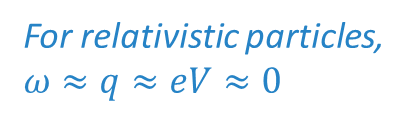 For relativistic particles,
ω ≈ q ≈ eV ≈ 0